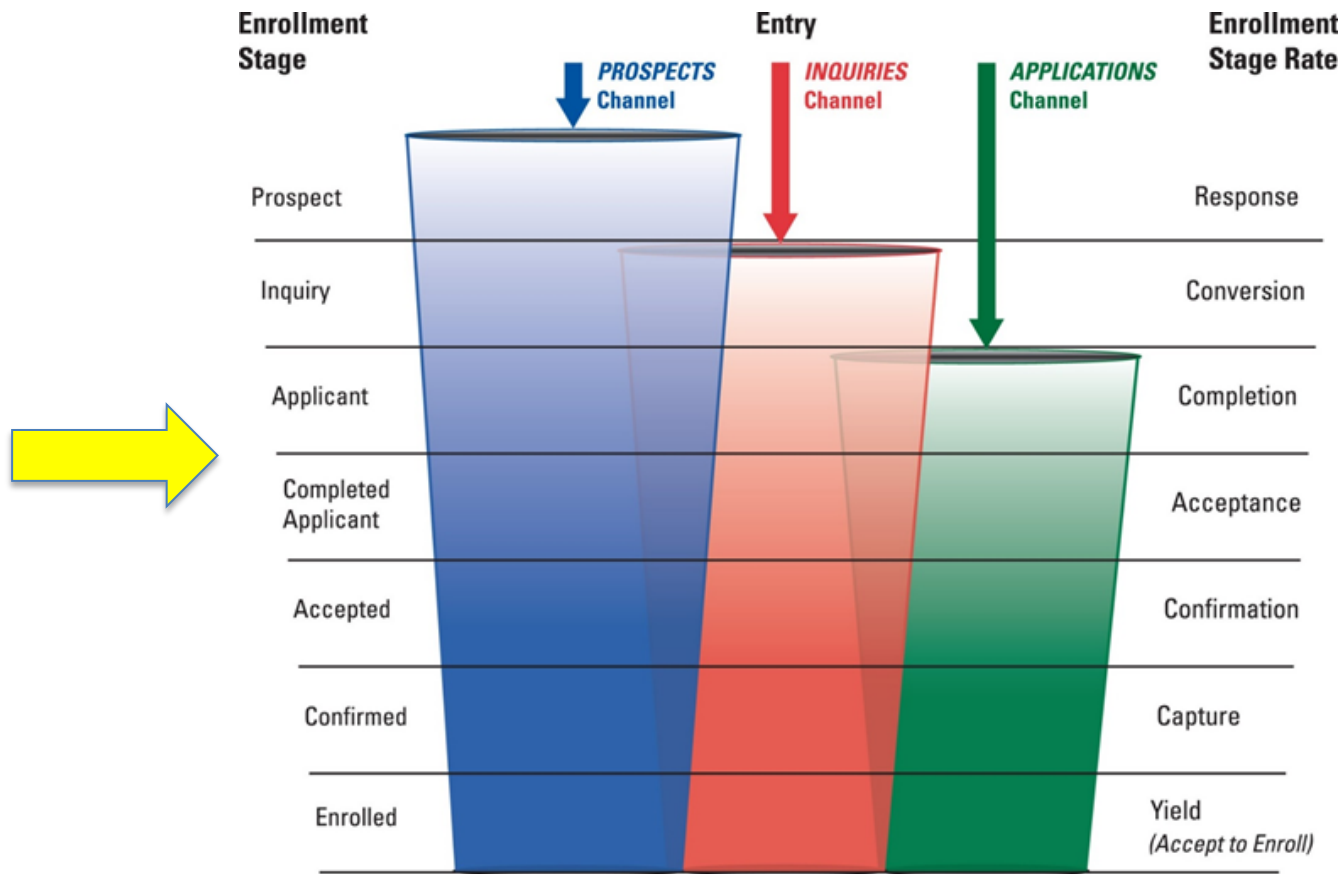 Enrollment
Stage
Entry
Enrollment
Stage Rate
PROSPECTS
Channel
INQUIRIES
Channel
APPLICATIONS
Channel
Prospect
Response
Inquiry
Conversion
Applicant
Completion
Completed
Applicant
Acceptance
Accepted
Confirmation
Confirmed
Capture
Enrolled
Yield
(Accept to Enroll)